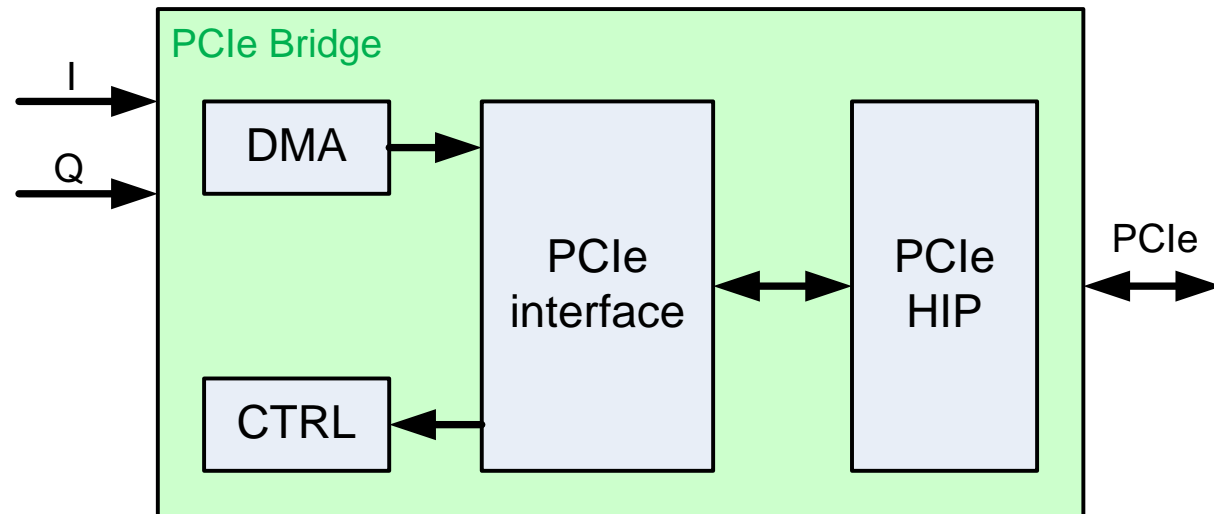 PCIe Bridge
I
Q
DMA
PCIe
interface
PCIe
HIP
PCIe
CTRL